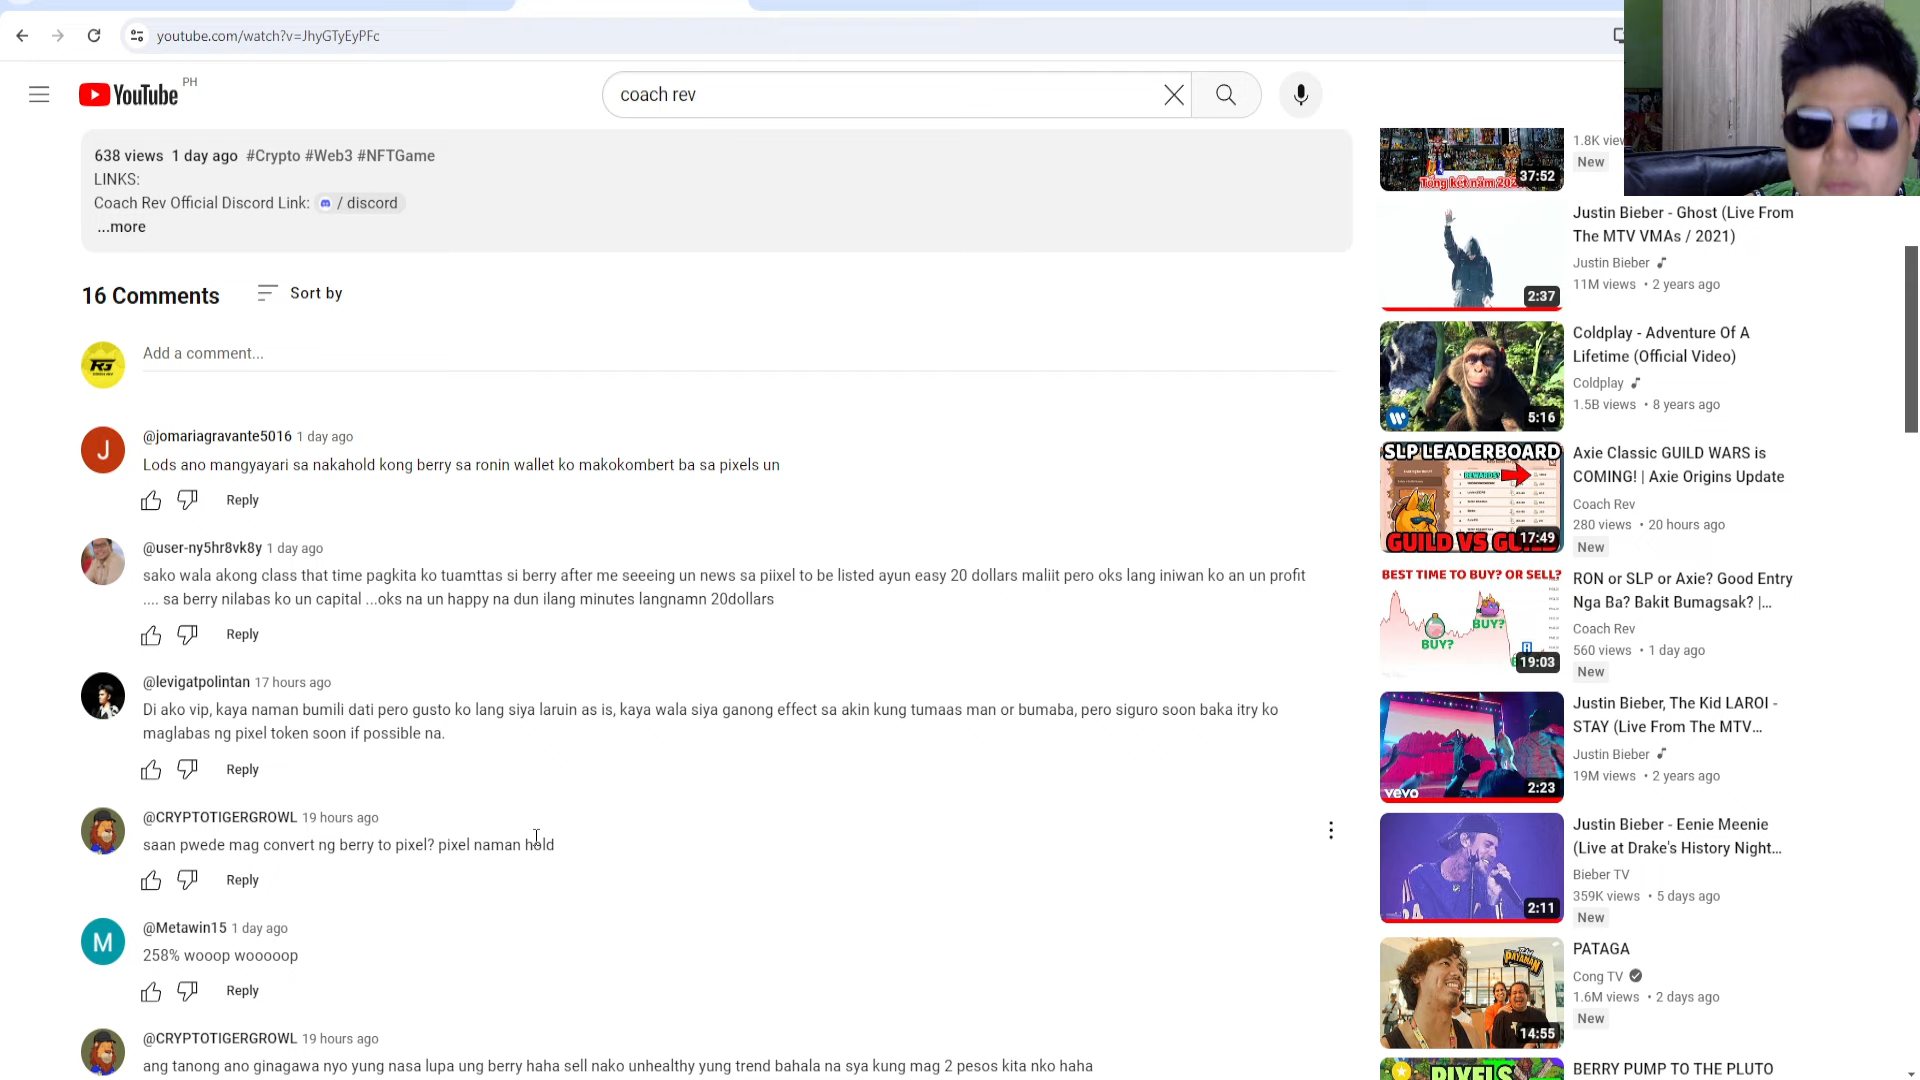 youtube.com/watch?v=JhyGTyEyPFc
YouTube PH
coach rev
638 views 1 day ago #Crypto #Web3 #NFTGame
LINKS:
Coach Rev Official Discord Link: / discord
...more
16 Comments
Sort by
Add a comment...
@jomariagravante5016 1 day ago
Lods ano mangyayari sa nakahold kong berry sa ronin wallet ko makokombert ba sa pixels un
Reply
@user-ny5hr8vk8y 1 day ago
sako wala akong class that time pagkita ko tuamttas si berry after me seeeing un news sa piixel to be listed ayun easy 20 dollars maliit pero oks lang iniwan ko an un profit
.... sa berry nilabas ko un capital ...oks na un happy na dun ilang minutes langnamn 20dollars
Reply
@levigatpolintan 17 hours ago
Di ako vip, kaya naman bumili dati pero gusto ko lang siya laruin as is, kaya wala siya ganong effect sa akin kung tumaas man or bumaba, pero siguro soon baka itry ko
maglabas ng pixel token soon if possible na.
Reply
@CRYPTOTIGERGROWL 19 hours ago
saan pwede mag convert ng berry to pixel? pixel naman hold
Reply
M
@Metawin15 1 day ago
258% wooop wooooop
Reply
@CRYPTOTIGERGROWL 19 hours ago
ang tanong ano ginagawa nyo yung nasa lupa ung berry haha sell nako unhealthy yung trend bahala na sya kung mag 2 pesos kita nko haha
J
Tổng kết năm
37:52
1.8K
New
2:37
Justin Bieber - Ghost (Live From
The MTV VMAs / 2021)
Justin Bieber
11M views • 2 years ago
5:16
Coldplay - Adventure Of A
Lifetime (Official Video)
Coldplay
1.5B views • 8 years ago
SLP LEADERBOARD
REWARDS?
GUILD VS
17:49
Axie Classic GUILD WARS is
COMING! | Axie Origins Update
Coach Rev
280 views • 20 hours ago
New
BEST TIME TO BUY? OR SELL?
BUY?
BUY?
19:03
RON or SLP or Axie? Good Entry
Nga Ba? Bakit Bumagsak? |...
Coach Rev
560 views • 1 day ago
New
vevo
2:23
Justin Bieber, The Kid LAROI -
STAY (Live From The MTV...
Justin Bieber
19M views • 2 years ago
2:11
Justin Bieber - Eenie Meenie
(Live at Drake's History Night...
Bieber TV
359K views • 5 days ago
New
TEAM PAYAMAN
14:55
PATAGA
Cong TV
1.6M views • 2 days ago
New
PIXELS
BERRY PUMP TO THE PLUTO